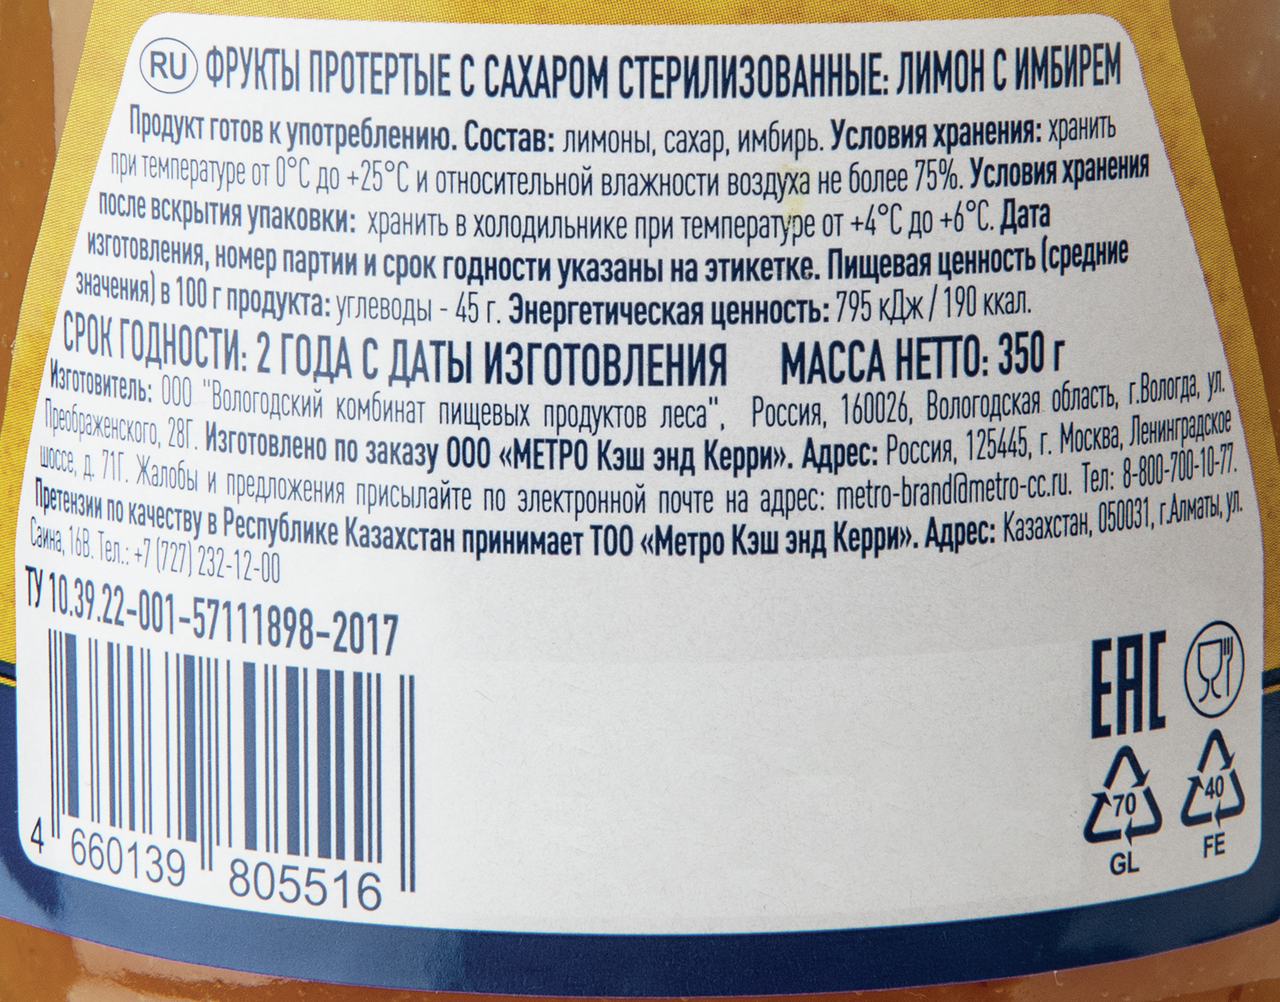 RU ФРУКТЫ ПРОТЕРТЫЕ С САХАРОМ СТЕРИЛИЗОВАННЫЕ: ЛИМОН С ИМБИРЕМ
Продукт готов к употреблению. Состав: лимоны, сахар, имбирь. Условия хранения: хранить
при температуре от 0°С до +25°С и относительной влажности воздуха не более 75%. Условия хранения
после вскрытия упаковки: хранить в холодильнике при температуре от +4°С до +6°С. Дата
изготовления, номер партии и срок годности указаны на этикетке. Пищевая ценность (средние
значения) в 100 г продукта: углеводы - 45 г. Энергетическая ценность: 795 кДж / 190 ккал.
СРОК ГОДНОСТИ: 2 ГОДА С ДАТЫ ИЗГОТОВЛЕНИЯ МАССА НЕТТО: 350 г
Изготовитель: ООО "Вологодский комбинат пищевых продуктов леса", Россия, 160026, Вологодская область, г.Вологда, ул.
Преображенского, 28Г. Изготовлено по заказу ООО «МЕТРО Кэш энд Керри». Адрес: Россия, 125445, г. Москва, Ленинградское
шоссе, д. 71Г. Жалобы и предложения присылайте по электронной почте на адрес: metro-brand@metro-cc.ru. Тел: 8-800-700-10-77.
Претензии по качеству в Республике Казахстан принимает ТОО «Метро Кэш энд Керри». Адрес: Казахстан, 050031, г.Алматы, ул.
Саина, 16В. Тел.: +7 (727) 232-12-00
ТУ 10.39.22-001-57111898-2017
EAC
70
GL
40
FE
4 660139 805516